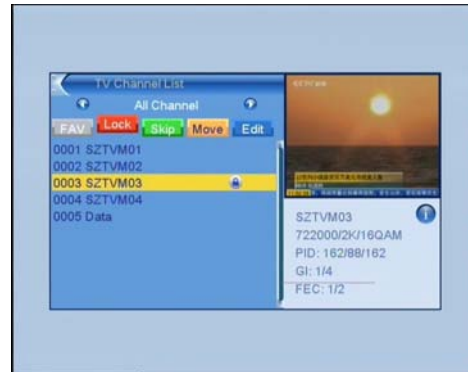 TV Channel List
All Channel
FAV Lock Skip Move Edit
0001 SZTVM01
0002 SZTVM02
0003 SZTVM03
0004 SZTVM04
0005 Data
SZTVM03
722000/2K/16QAM
PID: 162/88/162
GI: 1/4
FEC: 1/2